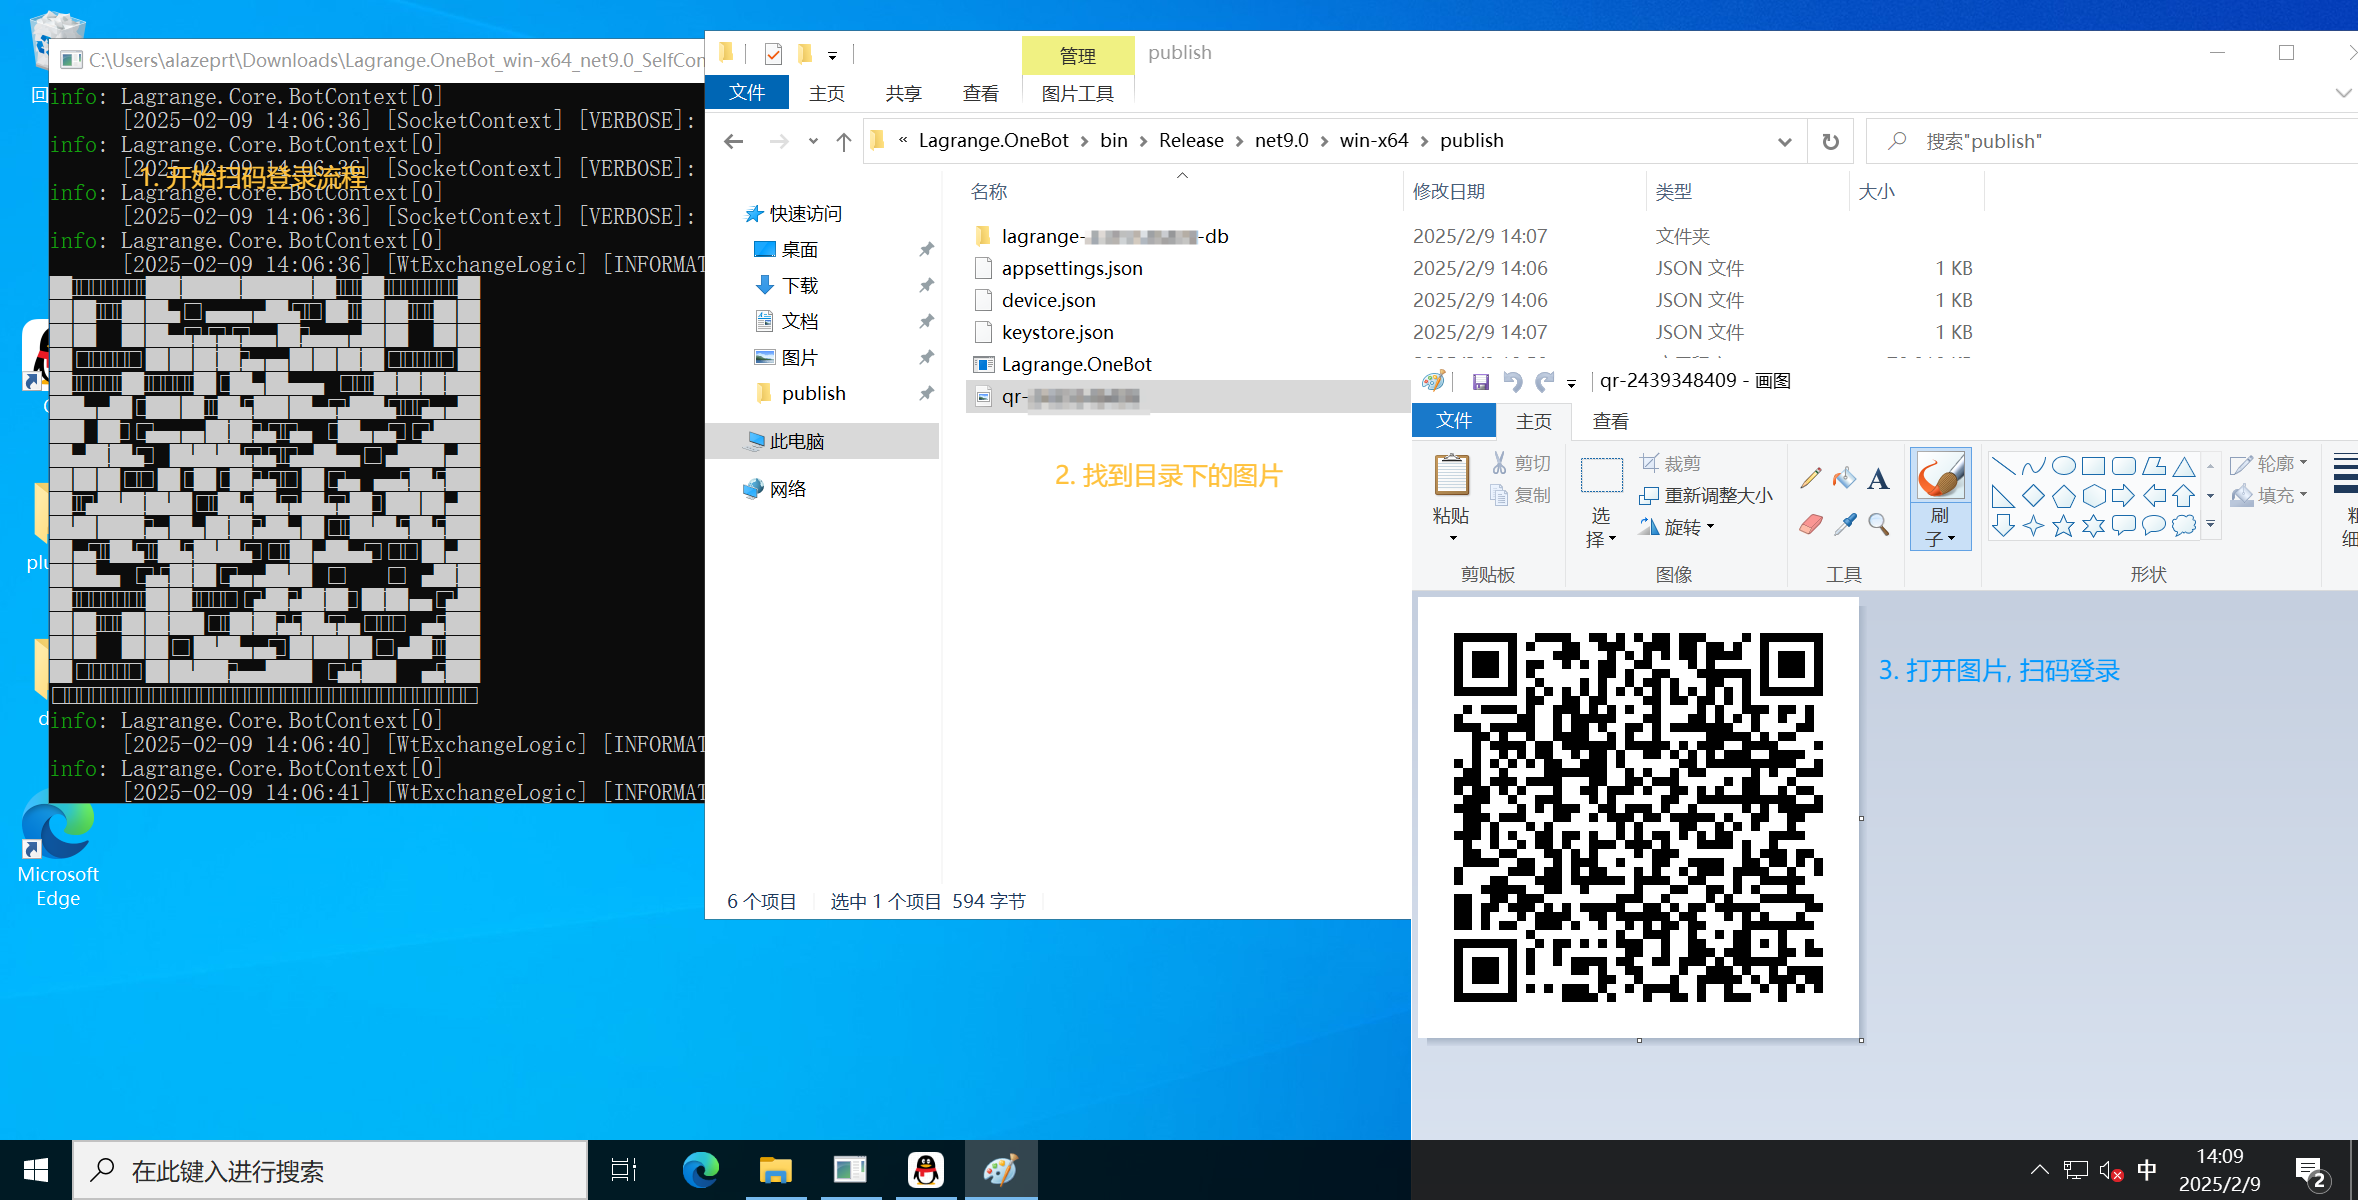 回
C:\Users\alazeprt\Downloads\Lagrange.OneBot_win-x64_net9.0_SelfCon
info: Lagrange.Core.BotContext[0]
[2025-02-09 14:06:36] [SocketContext] [VERBOSE]:
info: Lagrange.Core.BotContext[0]
[2025-02-09 14:06:36] [SocketContext] [VERBOSE]:
1. 开始扫码登录流程
info: Lagrange.Core.BotContext[0]
[2025-02-09 14:06:36] [SocketContext] [VERBOSE]:
info: Lagrange.Core.BotContext[0]
[2025-02-09 14:06:36] [WtExchangeLogic] [INFORMAT
info: Lagrange.Core.BotContext[0]
[2025-02-09 14:06:40] [WtExchangeLogic] [INFORMAT
info: Lagrange.Core.BotContext[0]
[2025-02-09 14:06:41] [WtExchangeLogic] [INFORMAT
plu
d
Microsoft
Edge
管理
publish
文件 主页 共享 查看 图片工具
« Lagrange.OneBot > bin > Release > net9.0 > win-x64 > publish
搜索"publish"
快速访问
桌面
下载
文档
图片
publish
此电脑
网络
名称 修改日期 类型 大小
lagrange- -db 2025/2/9 14:07 文件夹
appsettings.json 2025/2/9 14:06 JSON 文件 1 KB
device.json 2025/2/9 14:06 JSON 文件 1 KB
keystore.json 2025/2/9 14:07 JSON 文件 1 KB
Lagrange.OneBot
qr-
2. 找到目录下的图片
6 个项目 选中 1 个项目 594 字节
qr-2439348409 - 画图
文件 主页 查看
粘贴
剪切
复制
剪贴板
选
择
裁剪
重新调整大小
旋转
图像
A
工具
刷
子
轮廓
填充
形状
粗
细
3. 打开图片, 扫码登录
在此键入进行搜索
中
14:09
2025/2/9
2